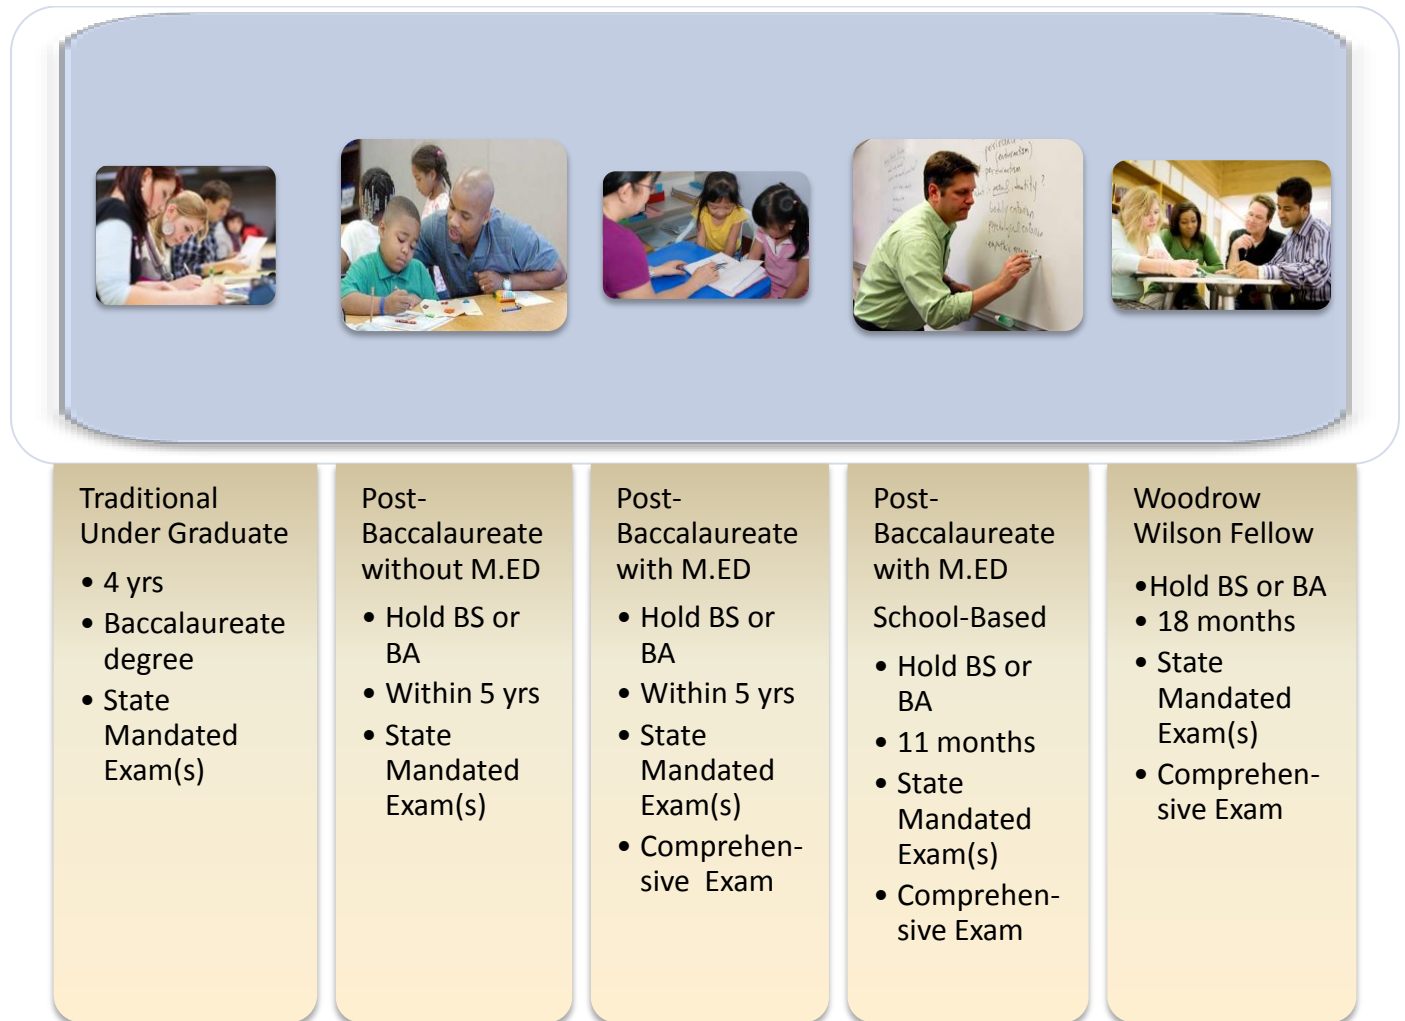 Traditional
Under Graduate
• 4 yrs
• Baccalaureate
degree
• State
Mandated
Exam(s)
Post-
Baccalaureate
without M.ED
• Hold BS or
BA
• Within 5 yrs
• State
Mandated
Exam(s)
Post-
Baccalaureate
with M.ED
• Hold BS or
BA
• Within 5 yrs
• State
Mandated
Exam(s)
• Comprehen-
sive Exam
Post-
Baccalaureate
with M.ED
School-Based
• Hold BS or
BA
• 11 months
• State
Mandated
Exam(s)
• Comprehen-
sive Exam
Woodrow
Wilson Fellow
•Hold BS or BA
• 18 months
• State
Mandated
Exam(s)
• Comprehen-
sive Exam